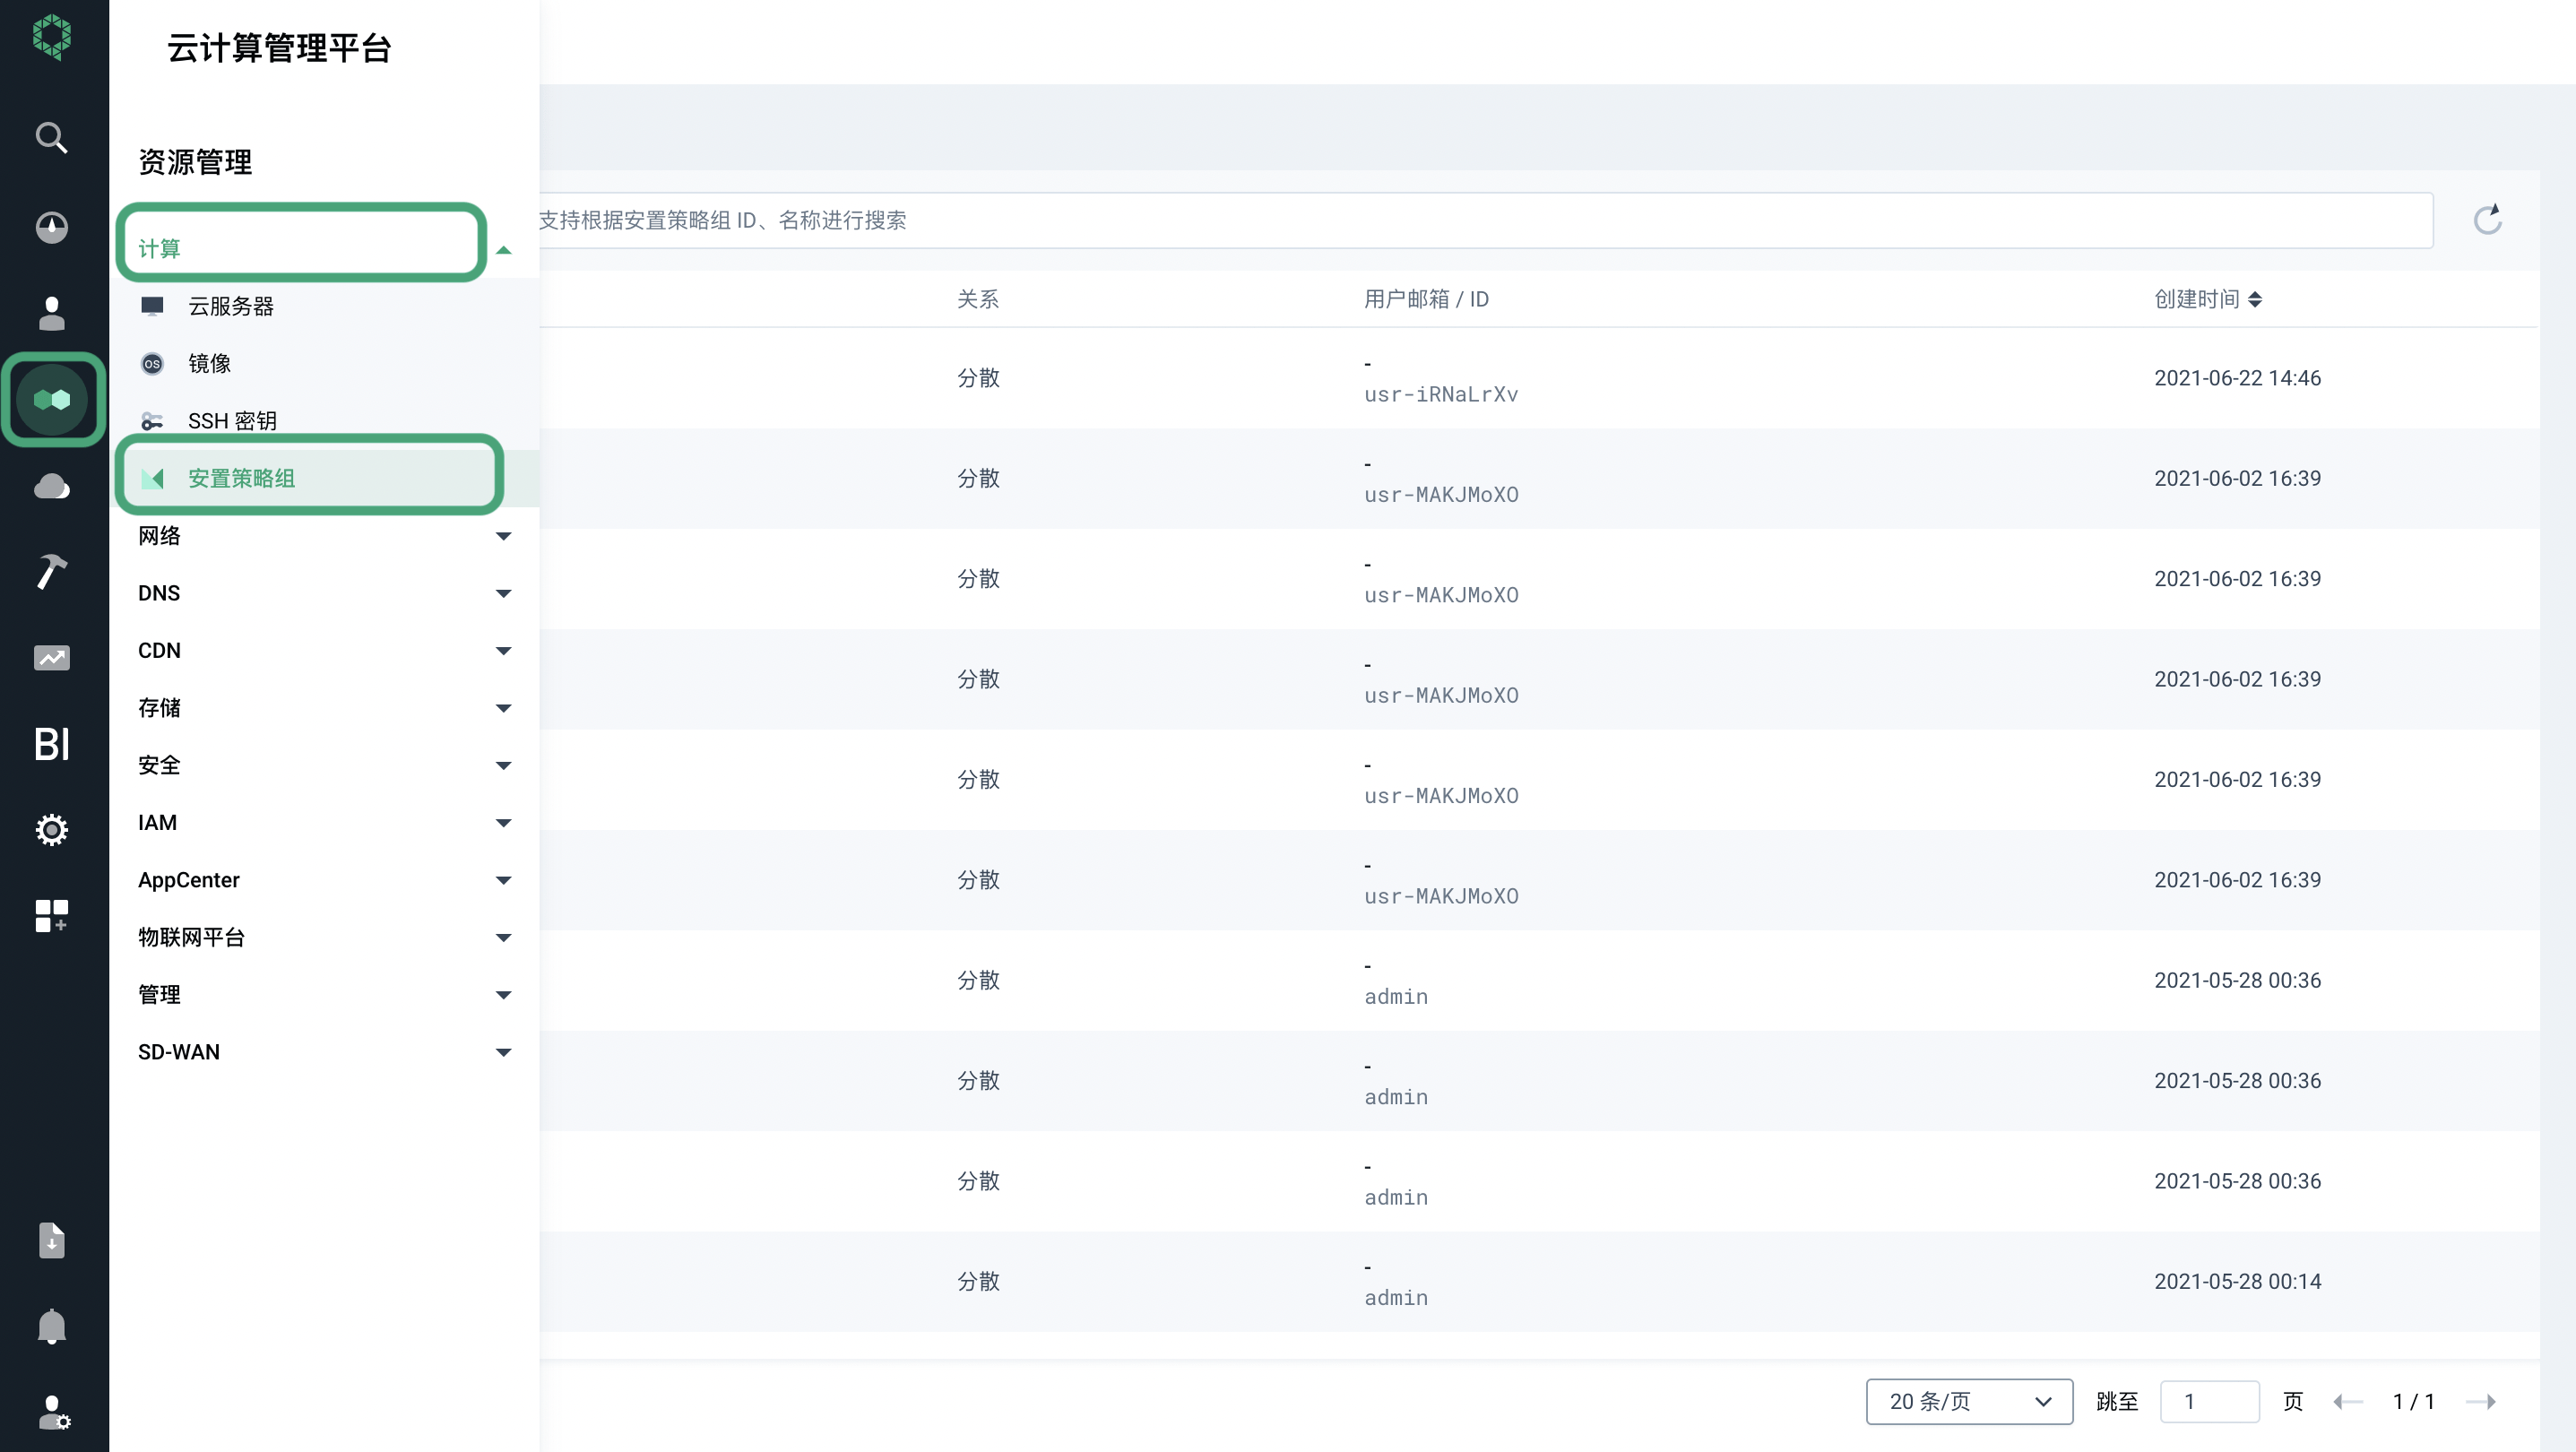 云计算管理平台
资源管理
计算
云服务器
OS
镜像
SSH 密钥
安置策略组
网络
DNS
CDN
存储
安全
IAM
AppCenter
物联网平台
管理
SD-WAN
BI
支持根据安置策略组 ID、名称进行搜索
关系 用户邮箱 / ID 创建时间
分散 - 2021-06-22 14:46
usr-iRNaLrXv
分散 - 2021-06-02 16:39
usr-MAKJMoXO
分散 - 2021-06-02 16:39
usr-MAKJMoXO
分散 - 2021-06-02 16:39
usr-MAKJMoXO
分散 - 2021-06-02 16:39
usr-MAKJMoXO
分散 - 2021-06-02 16:39
usr-MAKJMoXO
分散 - 2021-05-28 00:36
admin
分散 - 2021-05-28 00:36
admin
分散 - 2021-05-28 00:36
admin
分散 - 2021-05-28 00:14
admin
20 条/页 跳至 1 页 1 / 1